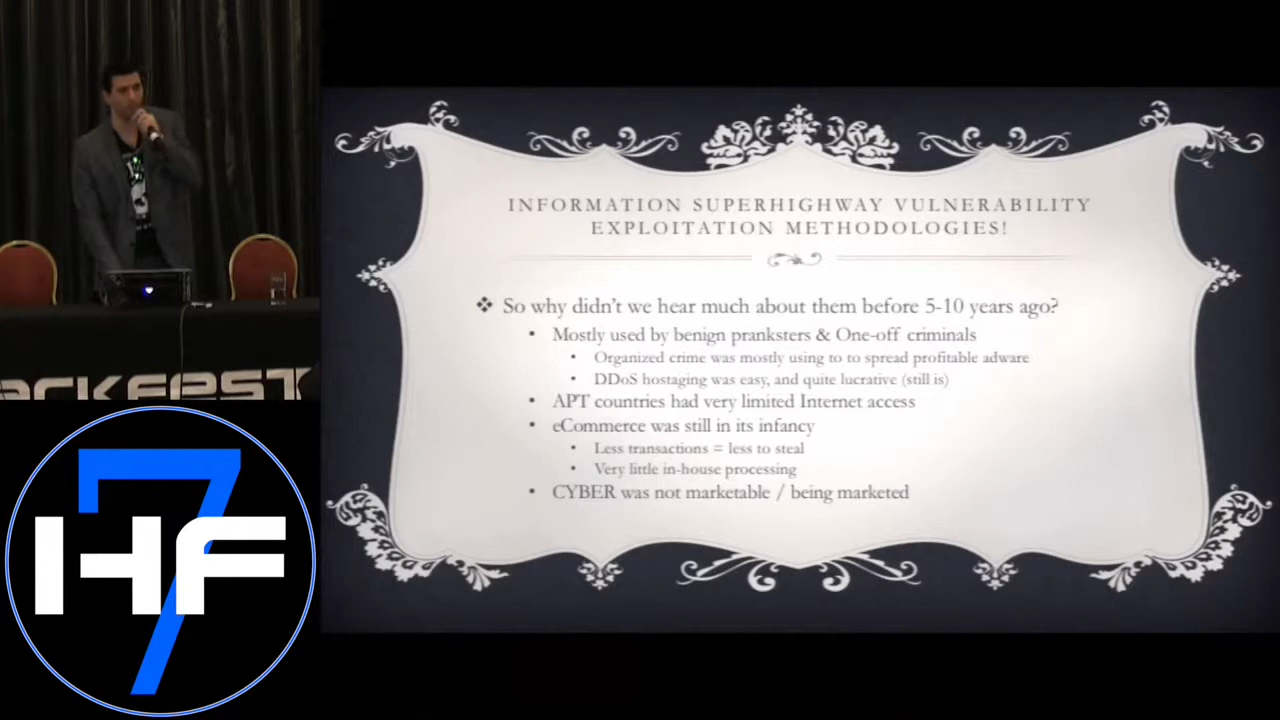 INFORMATION SUPERHIGHWAY VULNERABILITY
EXPLOITATION METHODOLOGIES!
So why didn't we hear much about them before 5-10 years ago?
Mostly used by benign pranksters & One-off criminals
Organized crime was mostly using to to spread profitable adware
DDoS hostaging was easy, and quite lucrative (still is)
APT countries had very limited Internet access
eCommerce was still in its infancy
Less transactions = less to steal
Very little in-house processing
CYBER was not marketable / being marketed
ACKFEST
7
HF